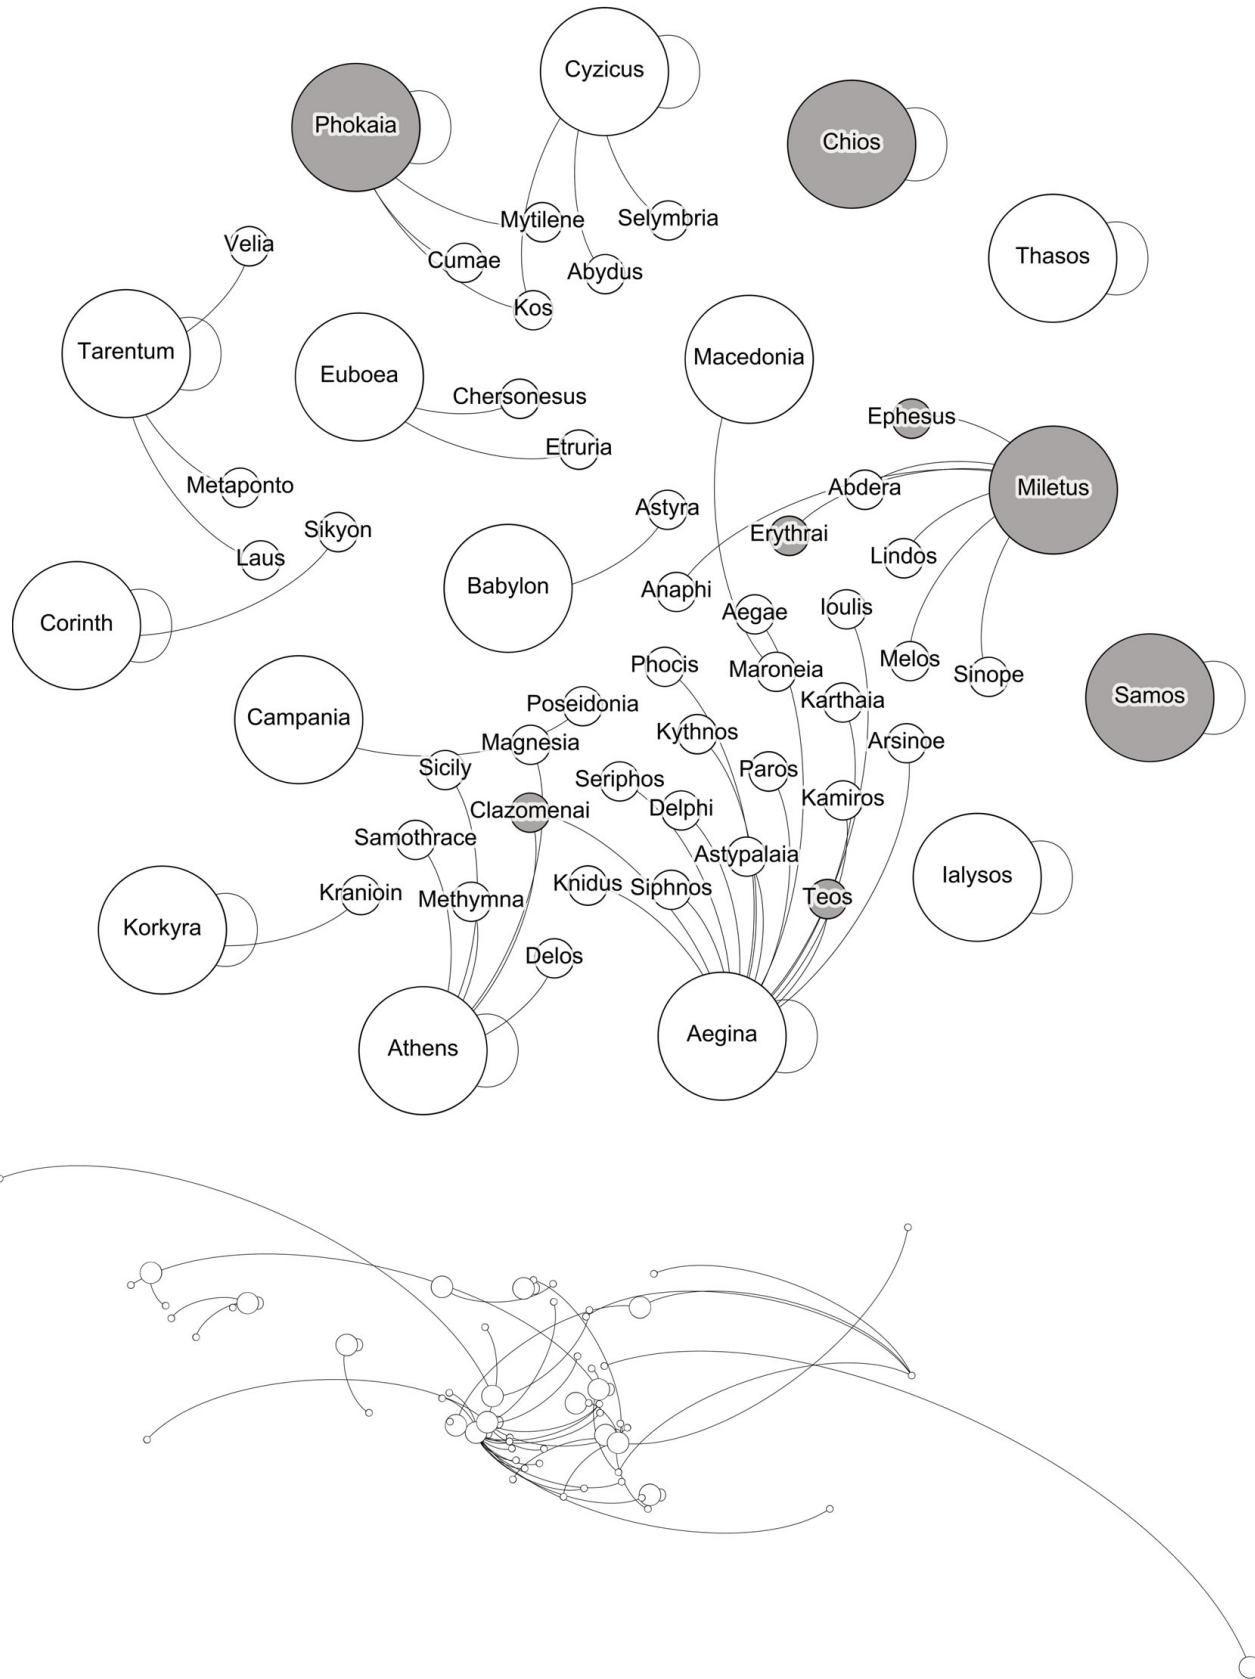 Cyzicus
Phokaia
Chios
Mytilene
Selymbria
Velia
Cumae
Abydus
Thasos
Kos
Tarentum
Euboea
Macedonia
Chersonesus
Ephesus
Etruria
Metaponto
Abdera
Miletus
Astyra
Sikyon
Erythrai
Laus
Lindos
Babylon
Anaphi
Corinth
Aegae
Ioulis
Phocis
Maroneia
Melos
Sinope
Samos
Campania
Poseidonia
Karthaia
Magnesia
Kythnos
Arsinoe
Sicily
Seriphos
Paros
Clazomenai
Delphi
Kamiros
Samothrace
Astypalaia
Ialysos
Kranioin
Methymna
Knidus
Siphnos
Teos
Korkyra
Delos
Athens
Aegina